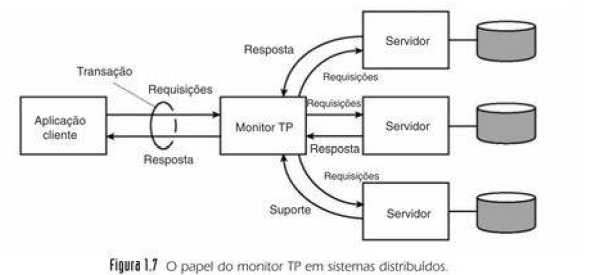 Resposta
Servidor
Transação
Requisições
Requisições
Requisições
Aplicação
cliente
Monitor TP
Servidor
Resposta
Resposta
Requisições
Suporte
Servidor
Figura 1.7 O papel do monitor TP em sistemas distribuídos.